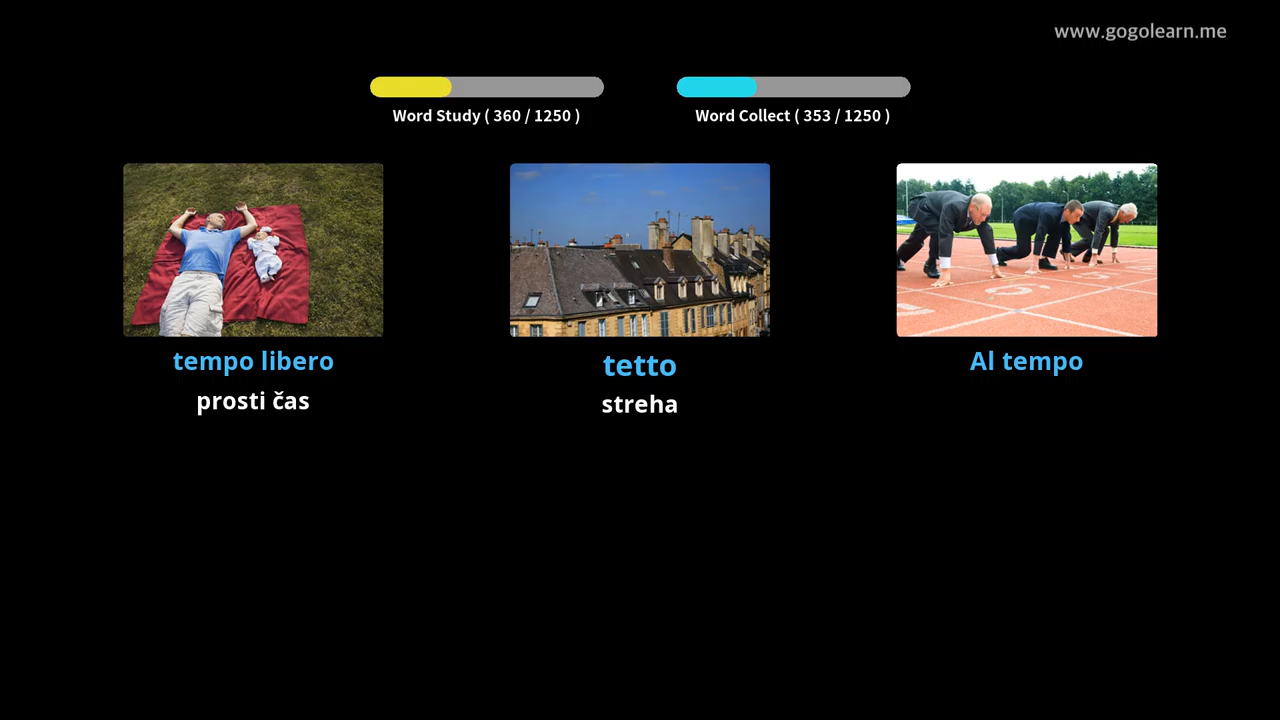 www.gogolearn.me
Word Study ( 360 / 1250 )
Word Collect ( 353 / 1250 )
tempo libero
prosti čas
tetto
streha
Al tempo